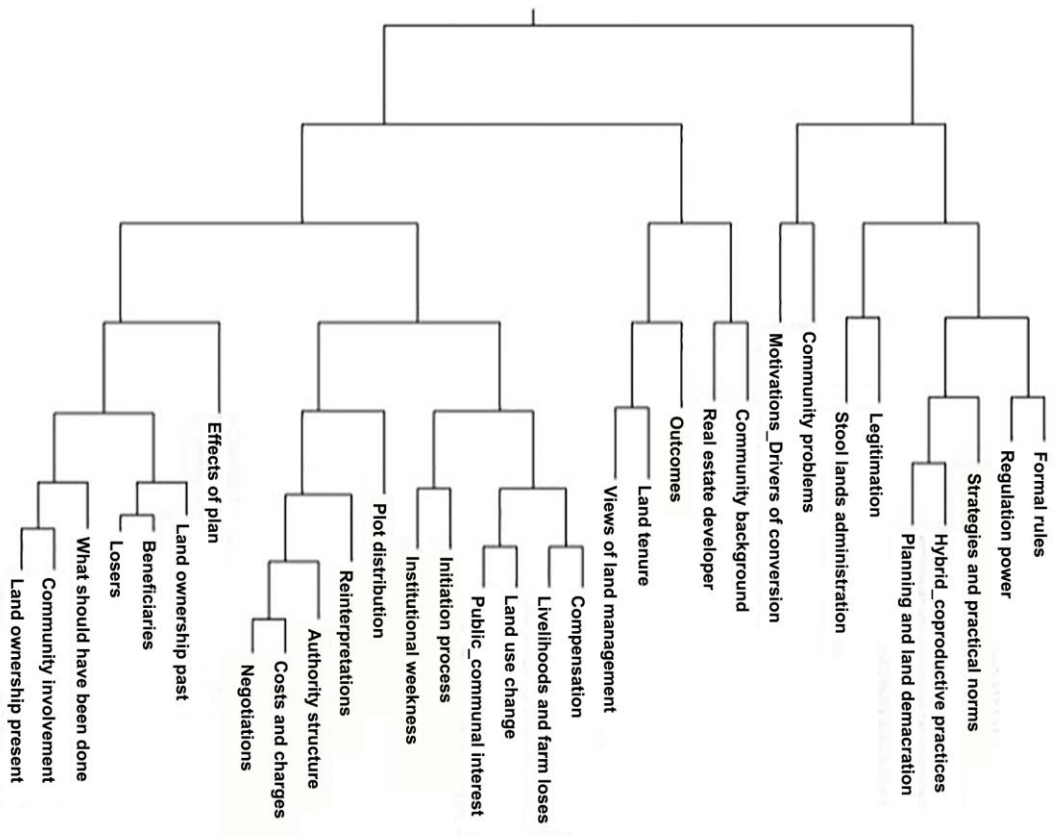 Formal rules
Regulation power
Strategies and practical norms
Hybrid_coproductive practices
Planning and land demacration
Legitimation
Stool lands administration
Community problems
Motivations_Drivers of conversion
Community background
Real estate developer
Outcomes
Land tenure
Views of land management
Compensation
Livelihoods and farm loses
Land use change
Public_communal interest
Initiation process
Institutional weekness
Plot distribution
Reinterpretations
Authority structure
Costs and charges
Negotiations
Effects of plan
Land ownership past
Beneficiaries
Losers
What should have been done
Community involvement
Land ownership present